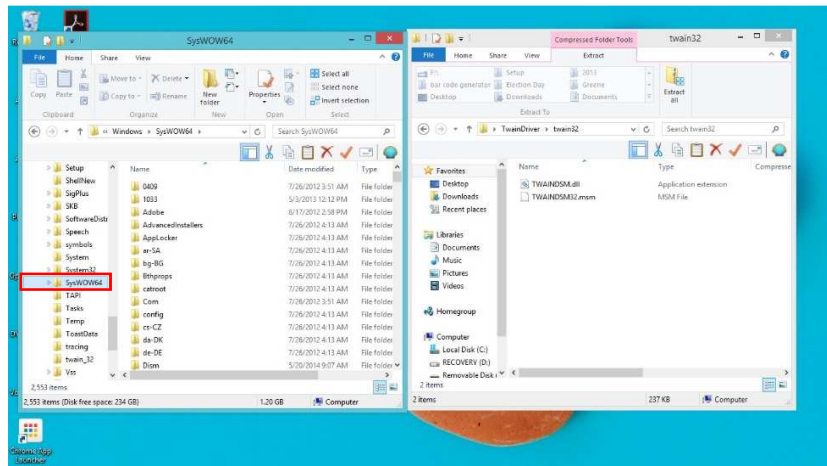 SysWOW64
File Home Share View
Copy Paste
Move to Copy to
Delete Rename
New folder
Properties
Select all
Select none
Invert selection
Clipboard Organize New Open Select
Windows SysWOW64
Search SysWOW64
Setup
ShellNew
SigPlus
SKB
SoftwareDistr
Speech
symbols
System
System32
SysWOW64
TAPI
Tasks
Temp
ToastData
tracing
twain_32
Vss
Name Date modified Type
0409 7/26/2012 3:51 AM File folder
1033 5/3/2013 12:12 PM File folder
Adobe 8/17/2012 2:58 PM File folder
AdvancedInstallers 7/26/2012 4:13 AM File folder
AppLocker 7/26/2012 4:13 AM File folder
ar-SA 7/26/2012 4:13 AM File folder
bg-BG 7/26/2012 4:13 AM File folder
Bthprops 7/26/2012 4:13 AM File folder
catroot 7/26/2012 4:13 AM File folder
Com 7/26/2012 3:51 AM File folder
config 7/26/2012 4:13 AM File folder
cs-CZ 7/26/2012 4:13 AM File folder
da-DK 7/26/2012 4:13 AM File folder
de-DE 7/26/2012 4:13 AM File folder
Dism 5/20/2014 9:07 AM File folder
2,553 items
2,553 items (Disk free space: 234 GB) 1.20 GB Computer
Compressed Folder Tools twain32
File Home Share View Extract
Setup 2013
bar code generator Election Day Greene
Desktop Downloads Documents
Extract all
Extract To
TwainDriver twain32
Search twain32
Favorites
Desktop
Downloads
Recent places
Libraries
Documents
Music
Pictures
Videos
Homegroup
Computer
Local Disk (C:)
RECOVERY (D:)
Removable Disk (
Name Type Compresse
TWAINDSM.dll Application extension
TWAINDSM32.msm MSM File
2 items
2 items 237 KB Computer
Chrome App
Launcher